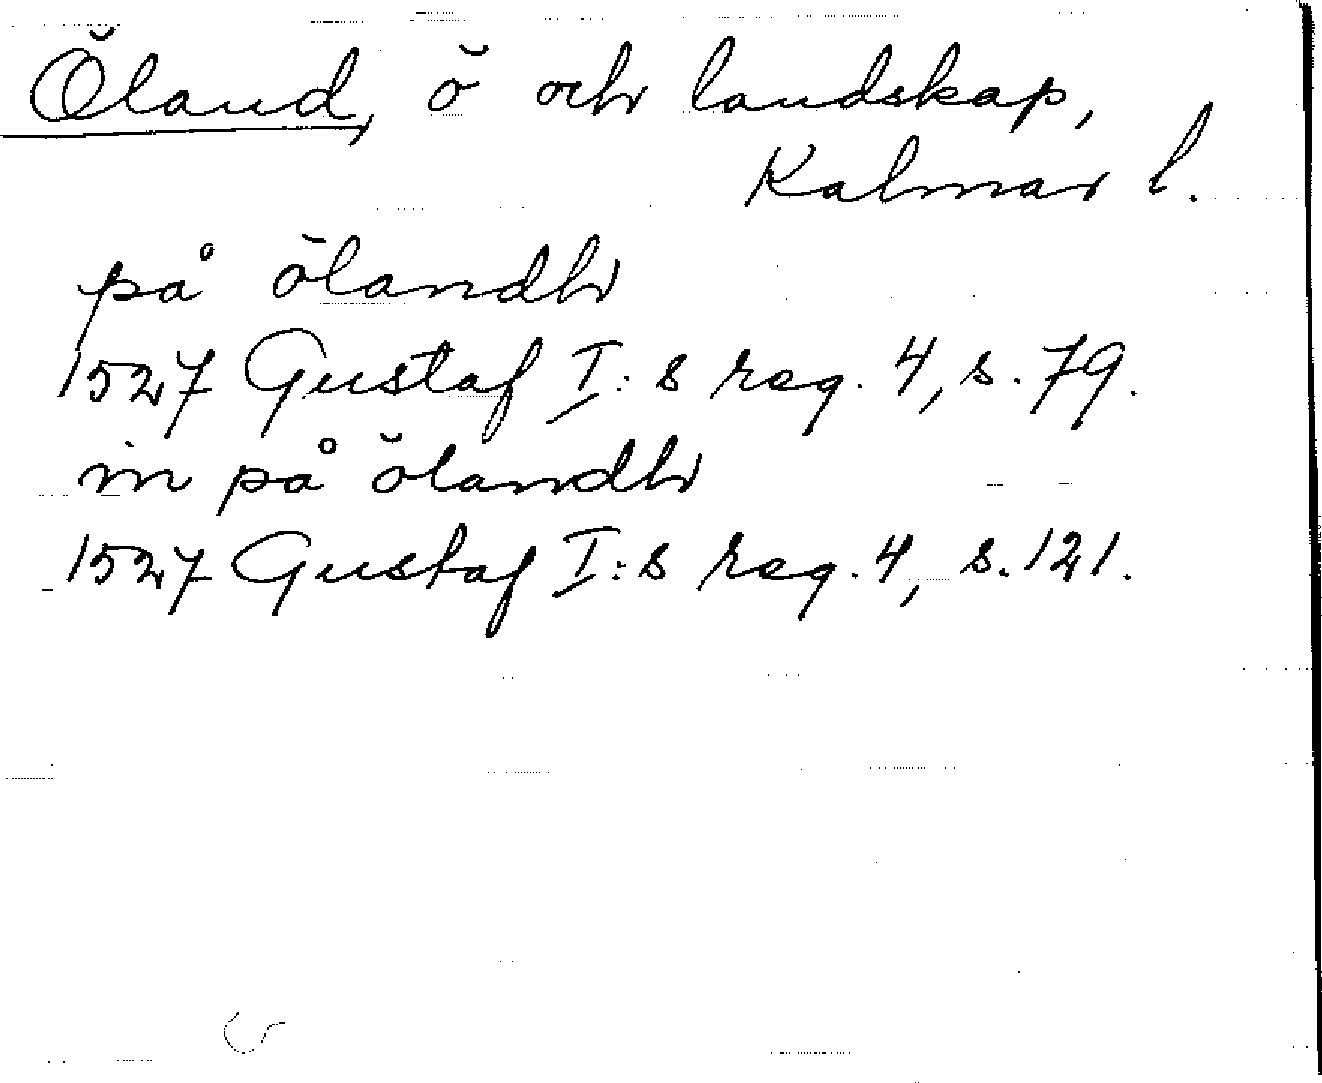 Öland, ö och landskap,
Kalmar l.
på ölandh
1527 Gustaf I:s reg. 4, s. 79.
in på ölandh
1527 Gustaf I:s reg. 4, s. 121.